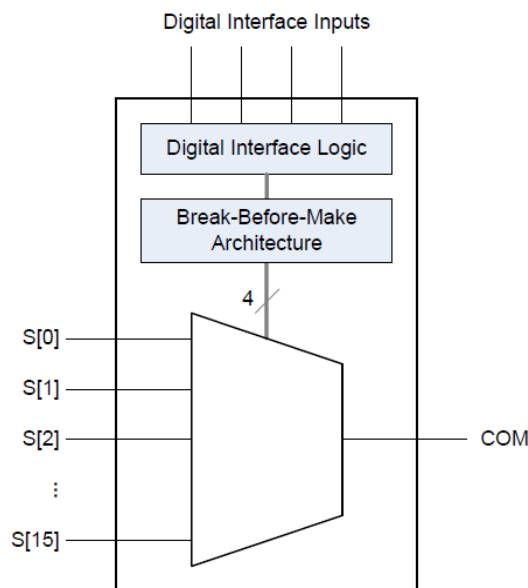 Digital Interface Inputs
Digital Interface Logic
Break-Before-Make
Architecture
4
S[0]
S[1]
S[2]
COM
...
S[15]